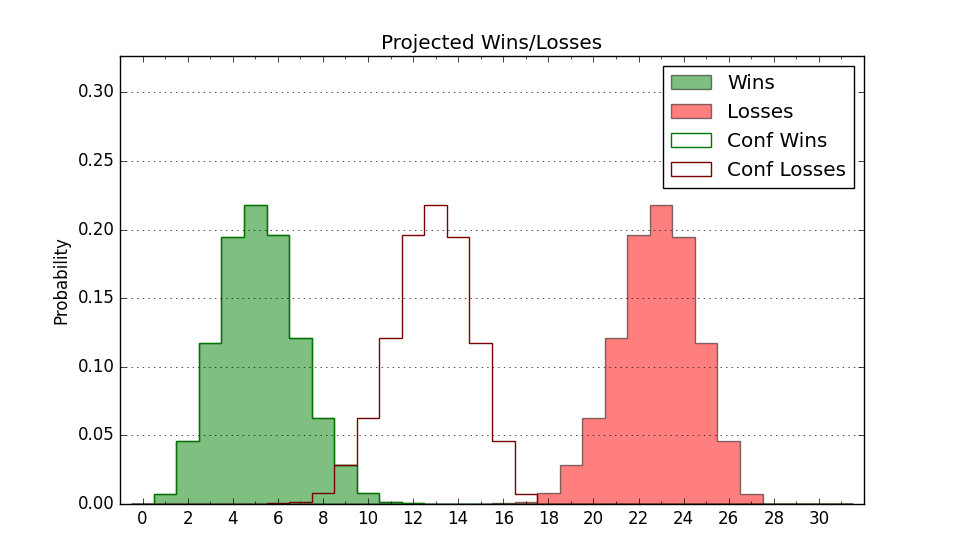 Projected Wins/Losses
Wins
Losses
Conf Wins
Conf Losses
Probability
0.30
0.25
0.20
0.15
0.10
0.05
0.00
0 2 4 6 8 10 12 14 16 18 20 22 24 26 28 30